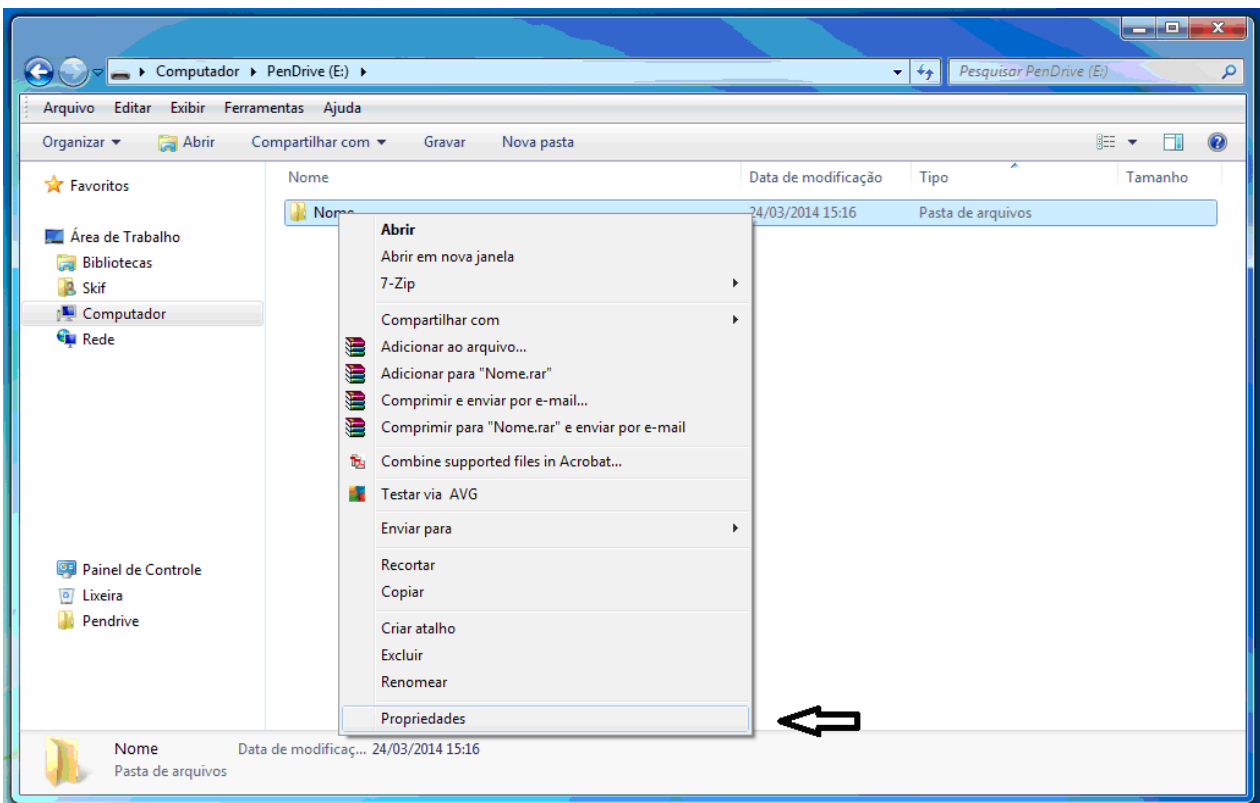 Computador PenDrive (E:)
Pesquisar PenDrive (E:)
Arquivo Editar Exibir Ferramentas Ajuda
Organizar Abrir Compartilhar com Gravar Nova pasta
Favoritos
Área de Trabalho
Bibliotecas
Skif
Computador
Rede
Painel de Controle
Lixeira
Pendrive
Nome Data de modificação Tipo Tamanho
Nome 24/03/2014 15:16 Pasta de arquivos
Abrir
Abrir em nova janela
7-Zip
Compartilhar com
Adicionar ao arquivo...
Adicionar para "Nome.rar"
Comprimir e enviar por e-mail...
Comprimir para "Nome.rar" e enviar por e-mail
Combine supported files in Acrobat...
Testar via AVG
Enviar para
Recortar
Copiar
Criar atalho
Excluir
Renomear
Propriedades
Nome Data de modificaç... 24/03/2014 15:16
Pasta de arquivos